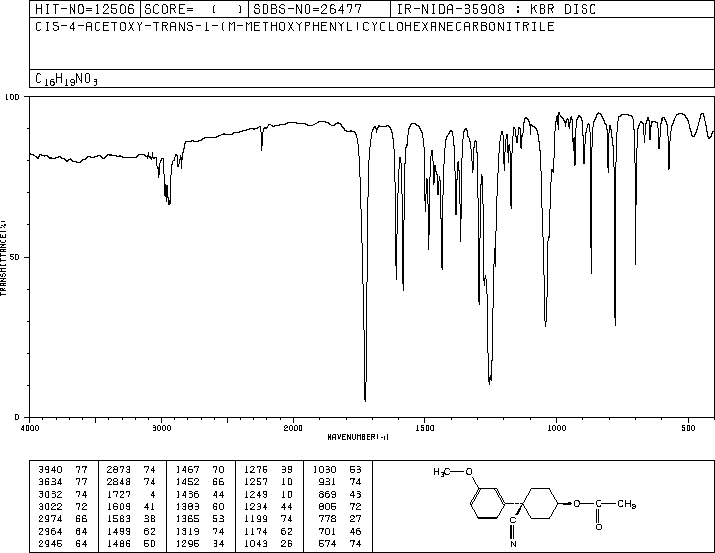 HIT-NO=12506 SCORE= ( ) SDBS-NO=26477 IR-NIDA-35908 : KBR DISC
CIS-4-ACETOXY-TRANS-1-(M-METHOXYPHENYL)CYCLOHEXANECARBONITRILE
C16H19NO3
100
50
0
TRANSMITTANCE(%)
4000 3000 2000 1500 1000 500
WAVENUMBER(-1)
3940 77 2873 74 1467 70 1276 39 1030 53
3634 77 2848 74 1452 66 1257 10 931 74
3062 74 1727 4 1436 44 1249 10 869 43
3022 72 1609 41 1383 60 1234 44 805 72
2974 66 1583 38 1365 53 1199 74 778 27
2964 64 1499 62 1319 74 1174 62 701 46
2945 64 1486 50 1295 34 1043 26 574 74
H3C O
O C CH3
O
C
N